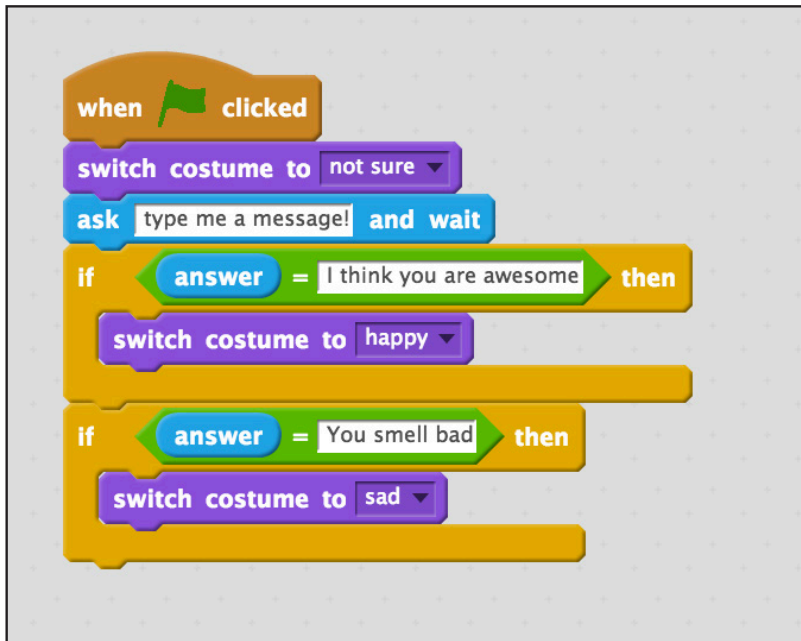 when clicked
switch costume to not sure
ask type me a message! and wait
if answer = I think you are awesome then
switch costume to happy
if answer = You smell bad then
switch costume to sad